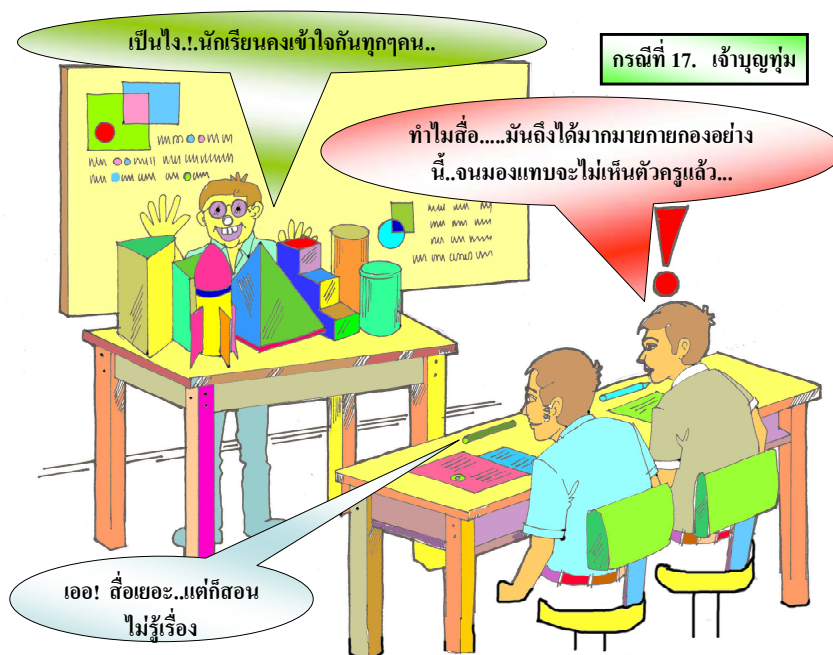 เป็นไง.!.นักเรียนคงเข้าใจกันทุกๆคน..
กรณีที่ 17. เจ้าบุญทุ่ม
ทำไมสื่อ.....มันถึงได้มากมายกายกองอย่าง
นี้..จนมองแทบจะไม่เห็นตัวครูแล้ว...
เออ! สื่อเยอะ..แต่ก็สอน
ไม่รู้เรื่อง